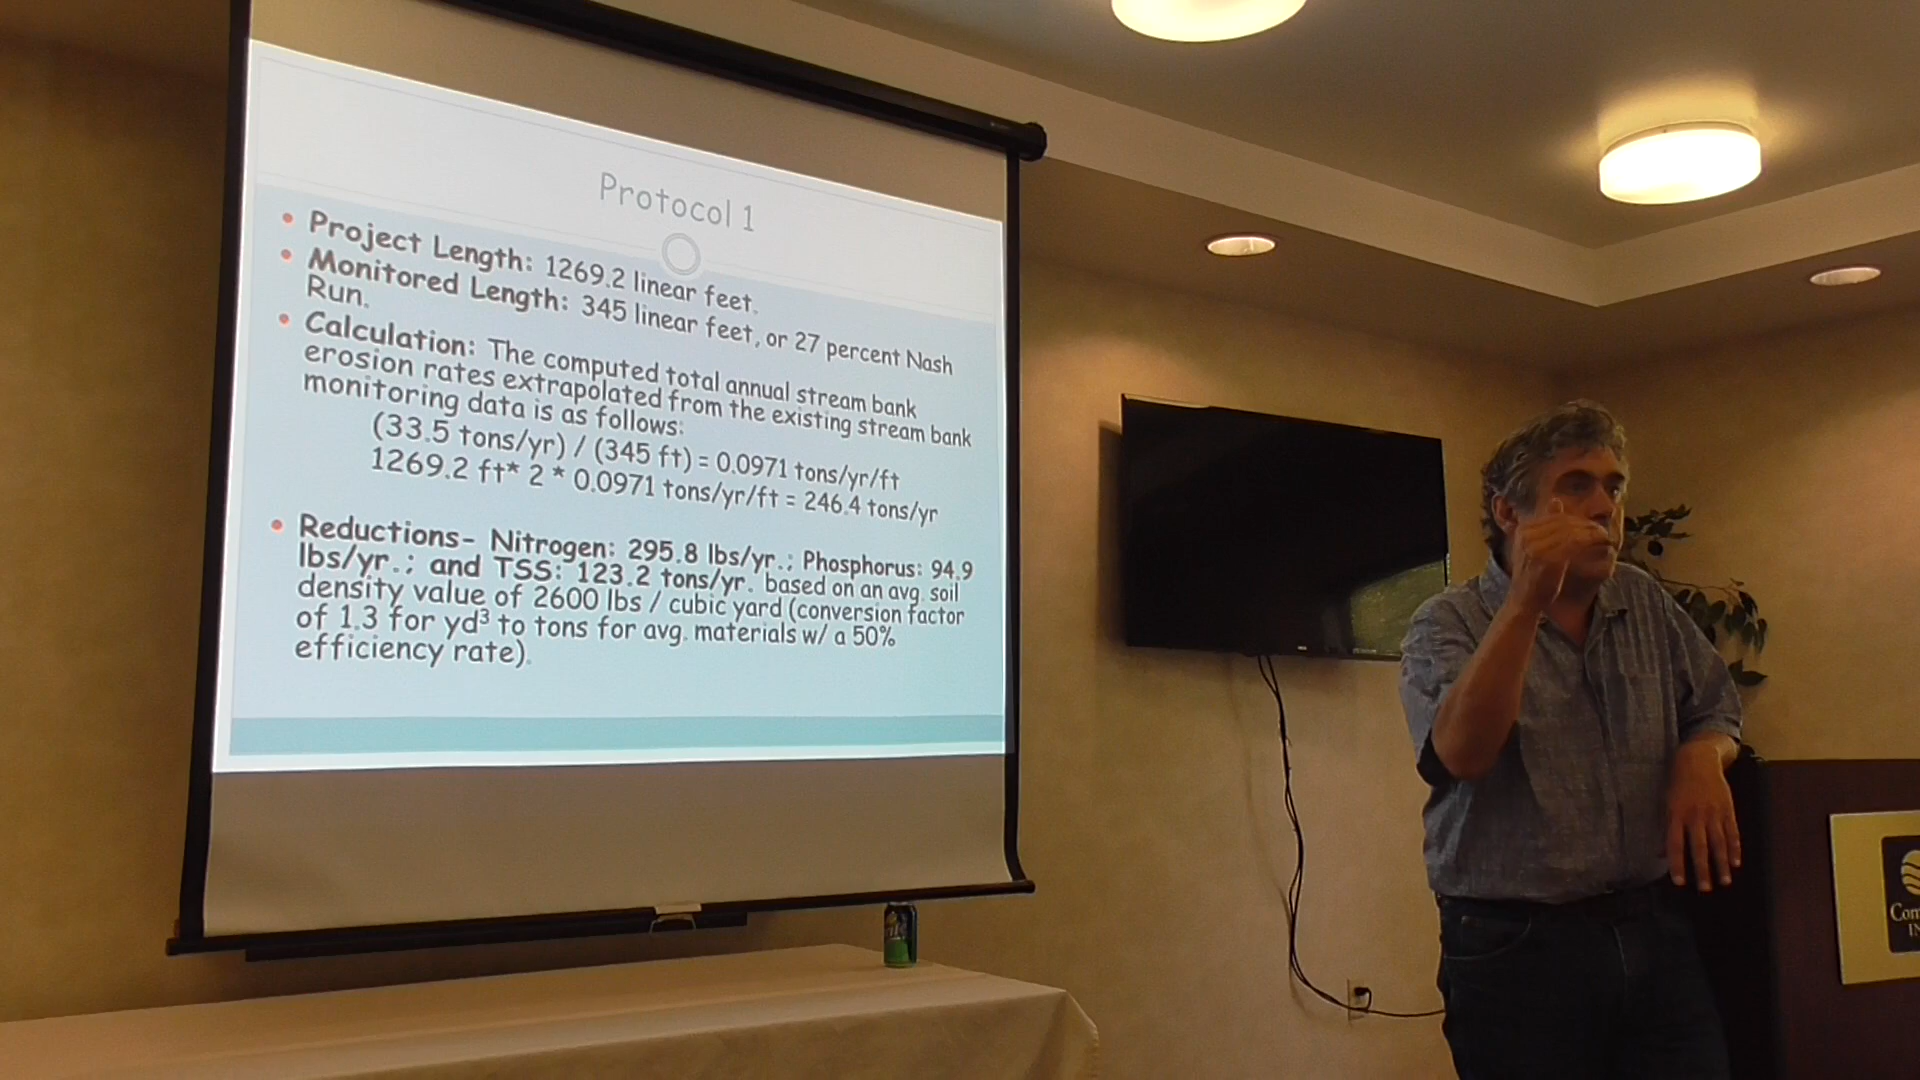 Protocol 1
• Project Length: 1269.2 linear feet.
• Monitored Length: 345 linear feet, or 27 percent Nash
Run.
• Calculation: The computed total annual stream bank
erosion rates extrapolated from the existing stream bank
monitoring data is as follows:
(33.5 tons/yr) / (345 ft) = 0.0971 tons/yr/ft
1269.2 ft* 2 * 0.0971 tons/yr/ft = 246.4 tons/yr
• Reductions- Nitrogen: 295.8 lbs/yr.; Phosphorus: 94.9
lbs/yr.; and TSS: 123.2 tons/yr. based on an avg. soil
density value of 2600 lbs / cubic yard (conversion factor
of 1.3 for yd³ to tons for avg. materials w/ a 50%
efficiency rate).